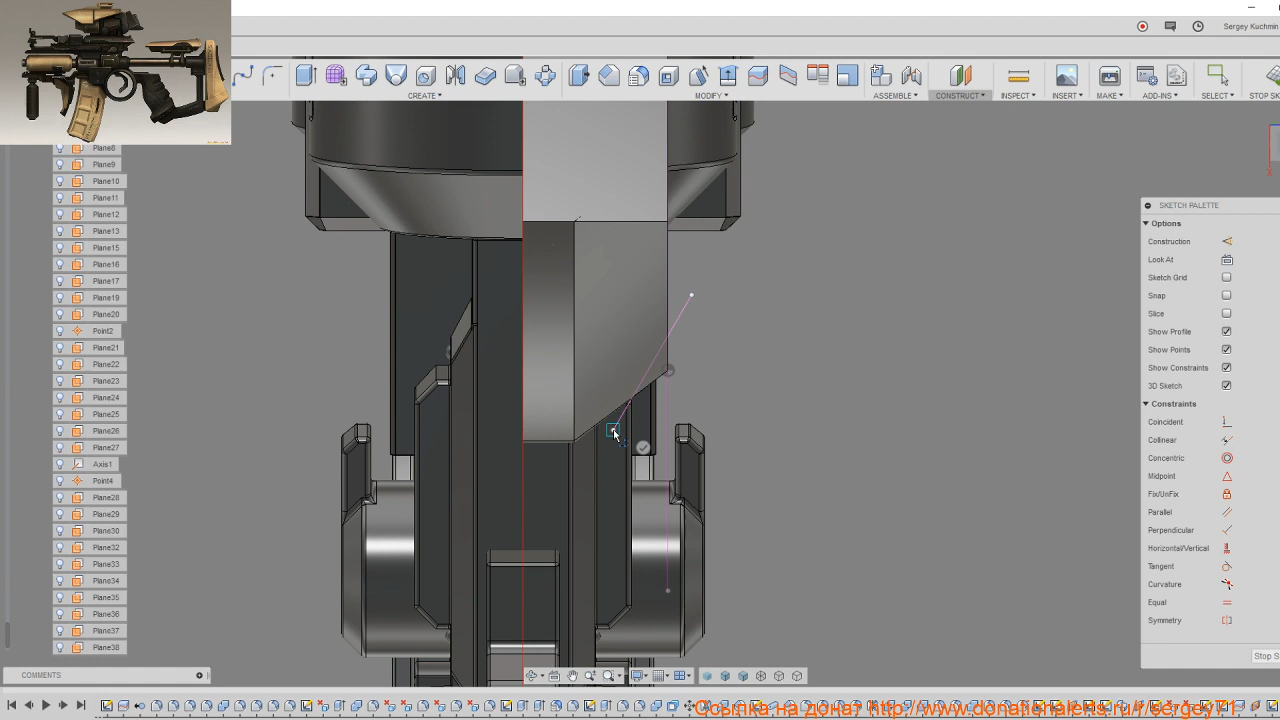 Sergey Kuchmin
CREATE
MODIFY
ASSEMBLE
CONSTRUCT
INSPECT
INSERT
MAKE
ADD-INS
SELECT
STOP SK
Plane8
Plane9
Plane10
Plane11
Plane12
Plane13
Plane15
Plane16
Plane17
Plane19
Plane20
Point2
Plane21
Plane22
Plane23
Plane24
Plane25
Plane26
Plane27
Axis1
Point4
Plane28
Plane29
Plane30
Plane32
Plane33
Plane34
Plane35
Plane36
Plane37
Plane38
X
SKETCH PALETTE
Options
Construction
Look At
Sketch Grid
Snap
Slice
Show Profile
Show Points
Show Constraints
3D Sketch
Constraints
Coincident
Collinear
Concentric
Midpoint
Fix/UnFix
Parallel
Perpendicular
Horizontal/Vertical
Tangent
Curvature
Equal
Symmetry
Stop S
COMMENTS
Ссылка на донат http://www.donationalerts.ru/r/sergey71